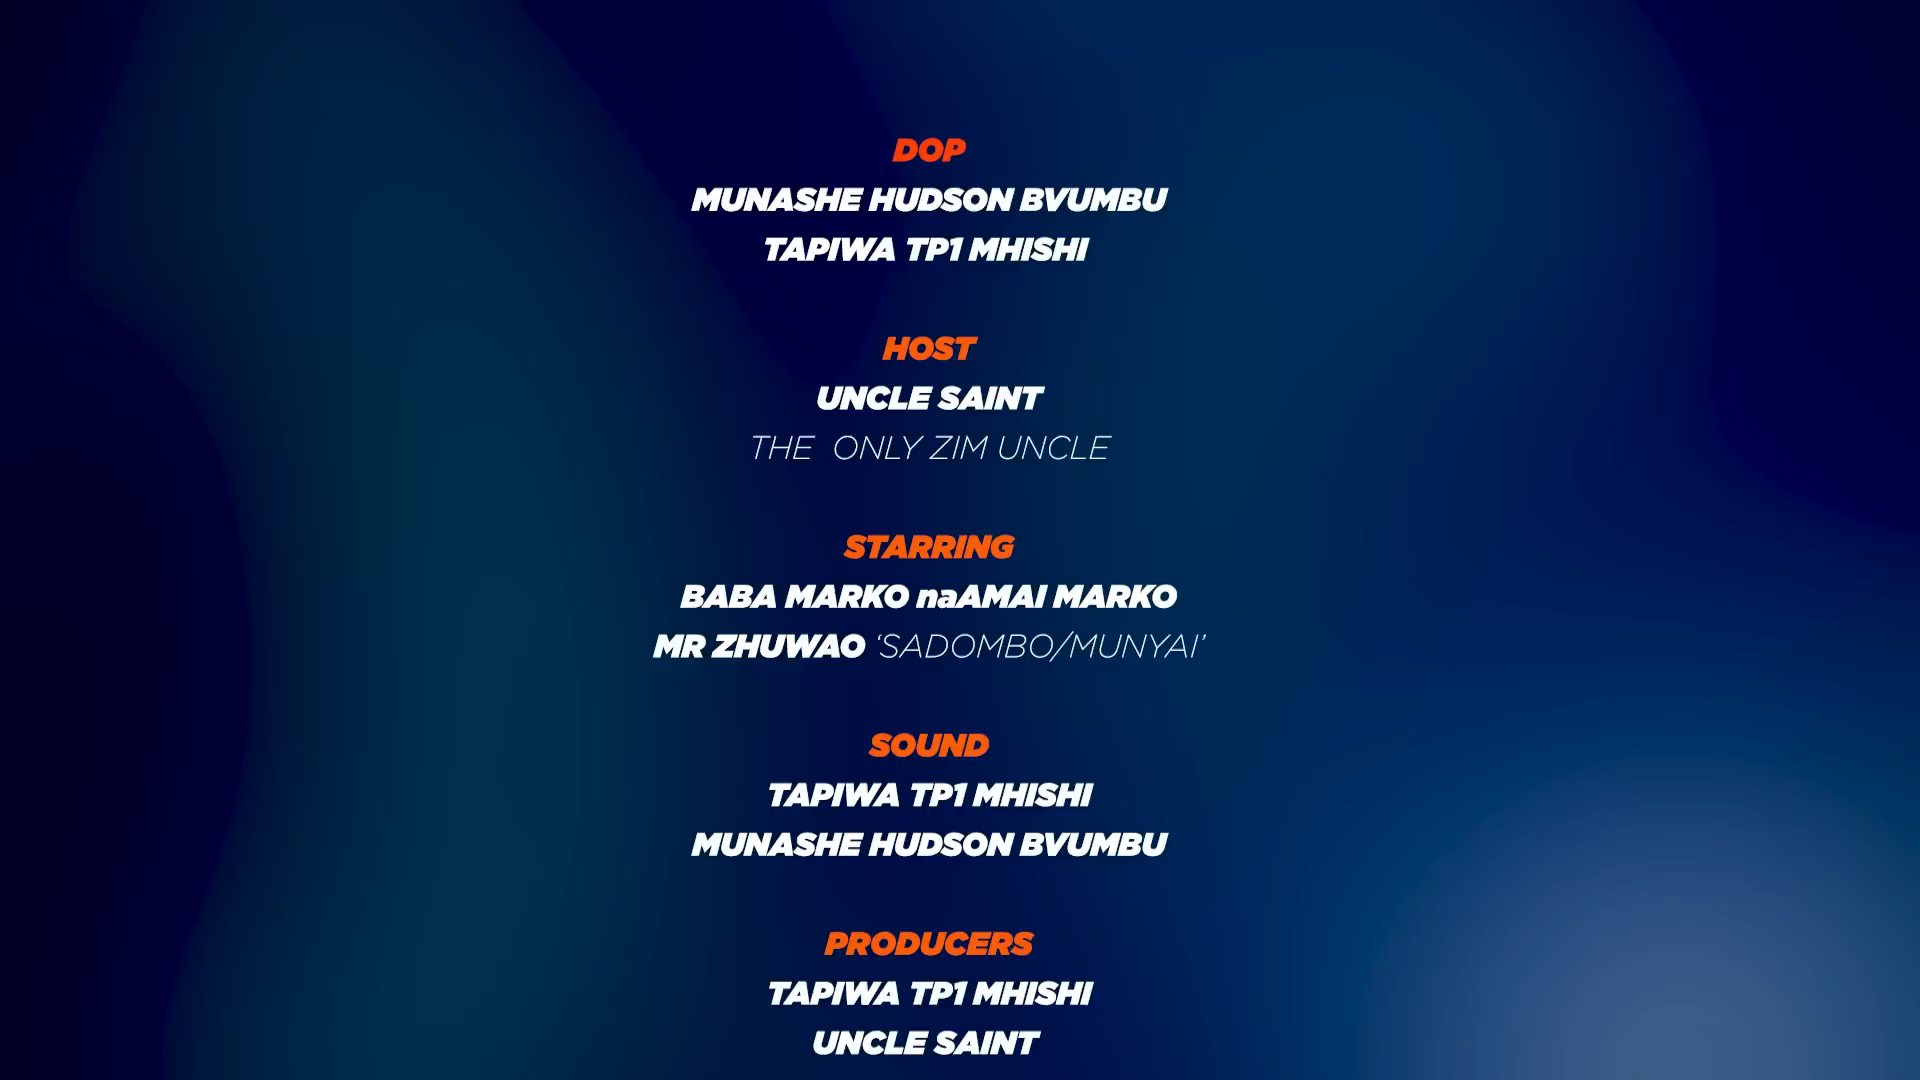 DOP
MUNASHE HUDSON BVUMBU
TAPIWA TP1 MHISHI
HOST
UNCLE SAINT
THE ONLY ZIM UNCLE
STARRING
BABA MARKO naAMAI MARKO
MR ZHUWAO ‘SADOMBO/MUNYAI’
SOUND
TAPIWA TP1 MHISHI
MUNASHE HUDSON BVUMBU
PRODUCERS
TAPIWA TP1 MHISHI
UNCLE SAINT